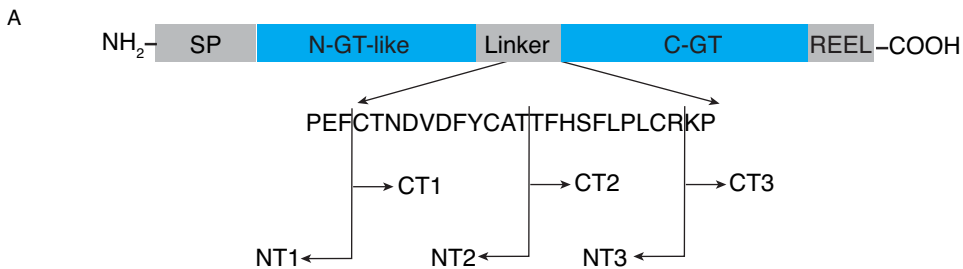 A
NH2 SP N-GT-like Linker C-GT REEL COOH
PEFCTNDVDFYCATTFHSFLPLCRKP
CT1 CT2 CT3
NT1 NT2 NT3